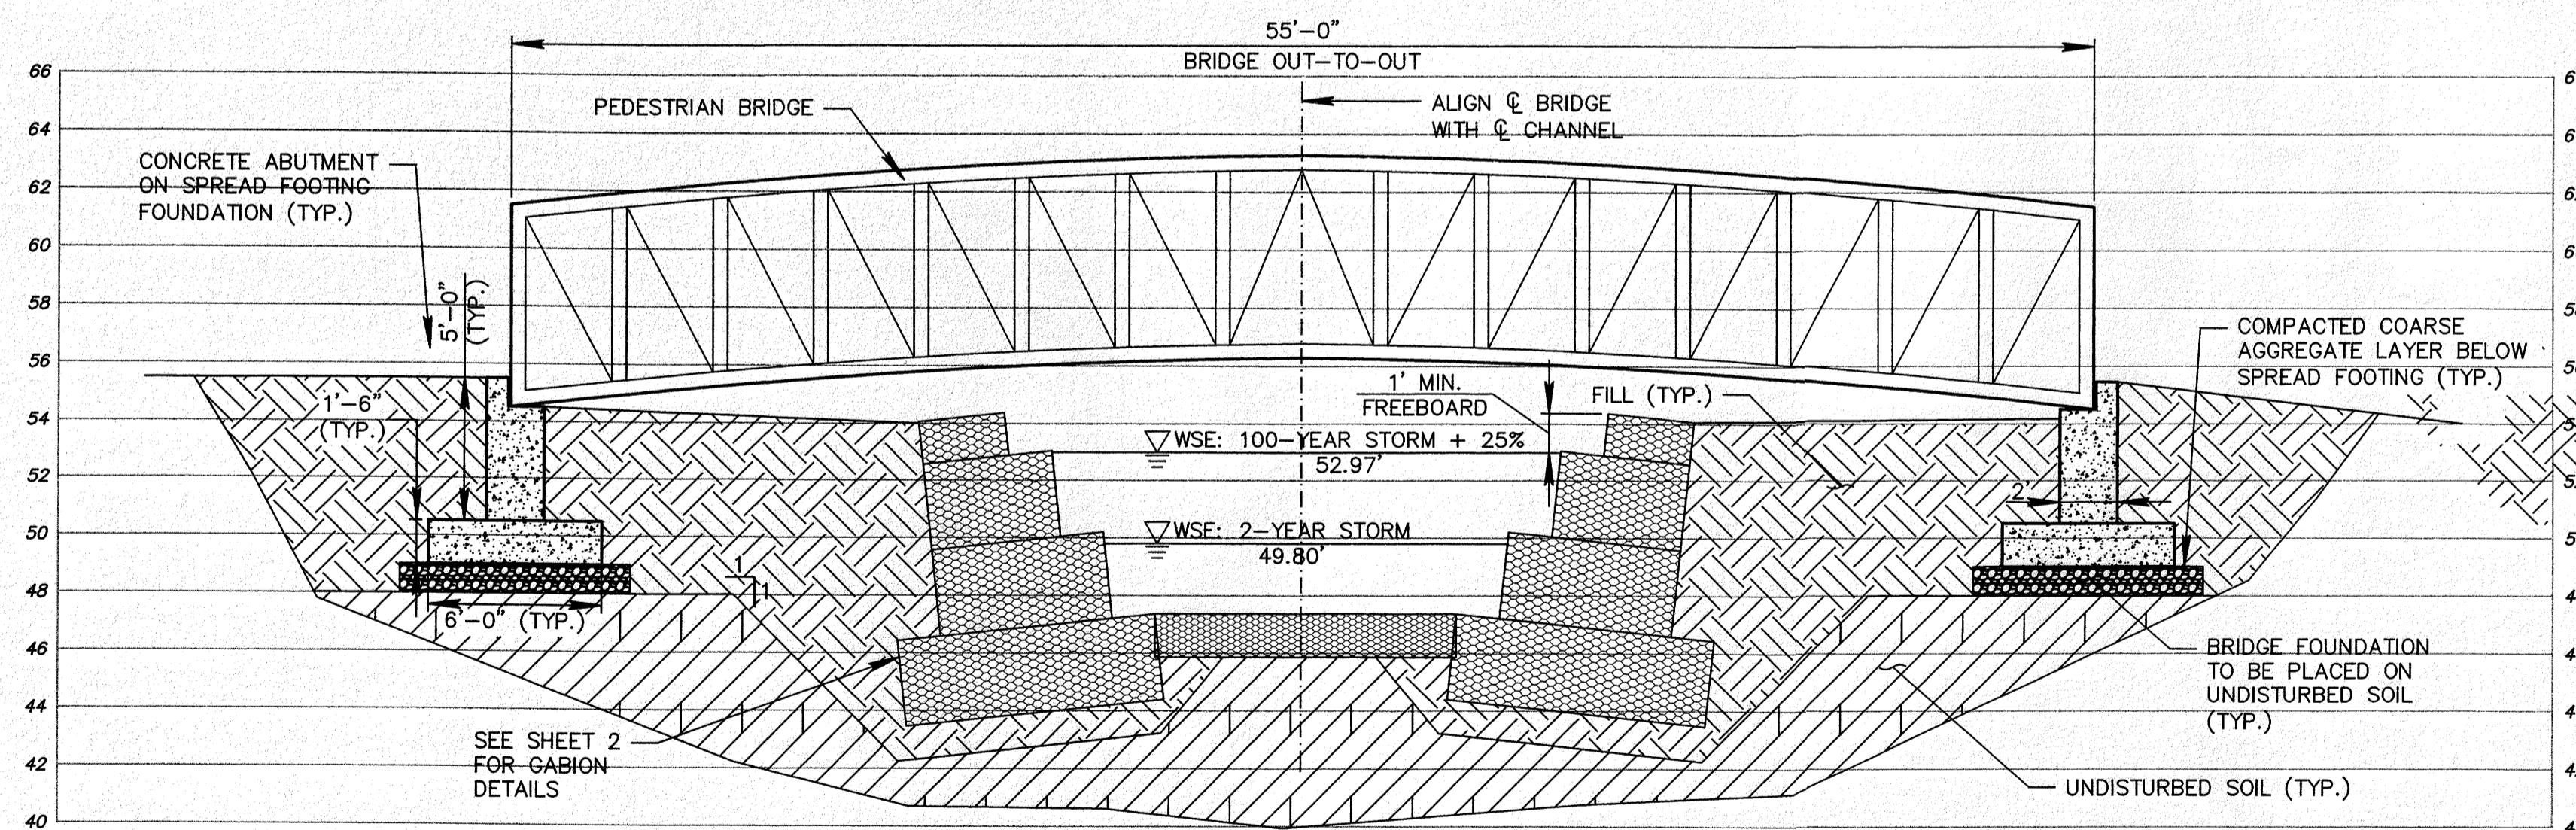 55'-0"
BRIDGE OUT-TO-OUT
66
64
62
60
58
56
54
52
50
48
46
44
42
40
PEDESTRIAN BRIDGE
ALIGN ℄ BRIDGE
WITH ℄ CHANNEL
CONCRETE ABUTMENT
ON SPREAD FOOTING
FOUNDATION (TYP.)
5'-0"
(TYP.)
1'-6"
(TYP.)
6'-0" (TYP.)
1
1
1' MIN.
FREEBOARD
FILL (TYP.)
WSE: 100-YEAR STORM + 25%
52.97'
WSE: 2-YEAR STORM
49.80'
COMPACTED COARSE
AGGREGATE LAYER BELOW
SPREAD FOOTING (TYP.)
2'
BRIDGE FOUNDATION
TO BE PLACED ON
UNDISTURBED SOIL
(TYP.)
SEE SHEET 2
FOR GABION
DETAILS
UNDISTURBED SOIL (TYP.)